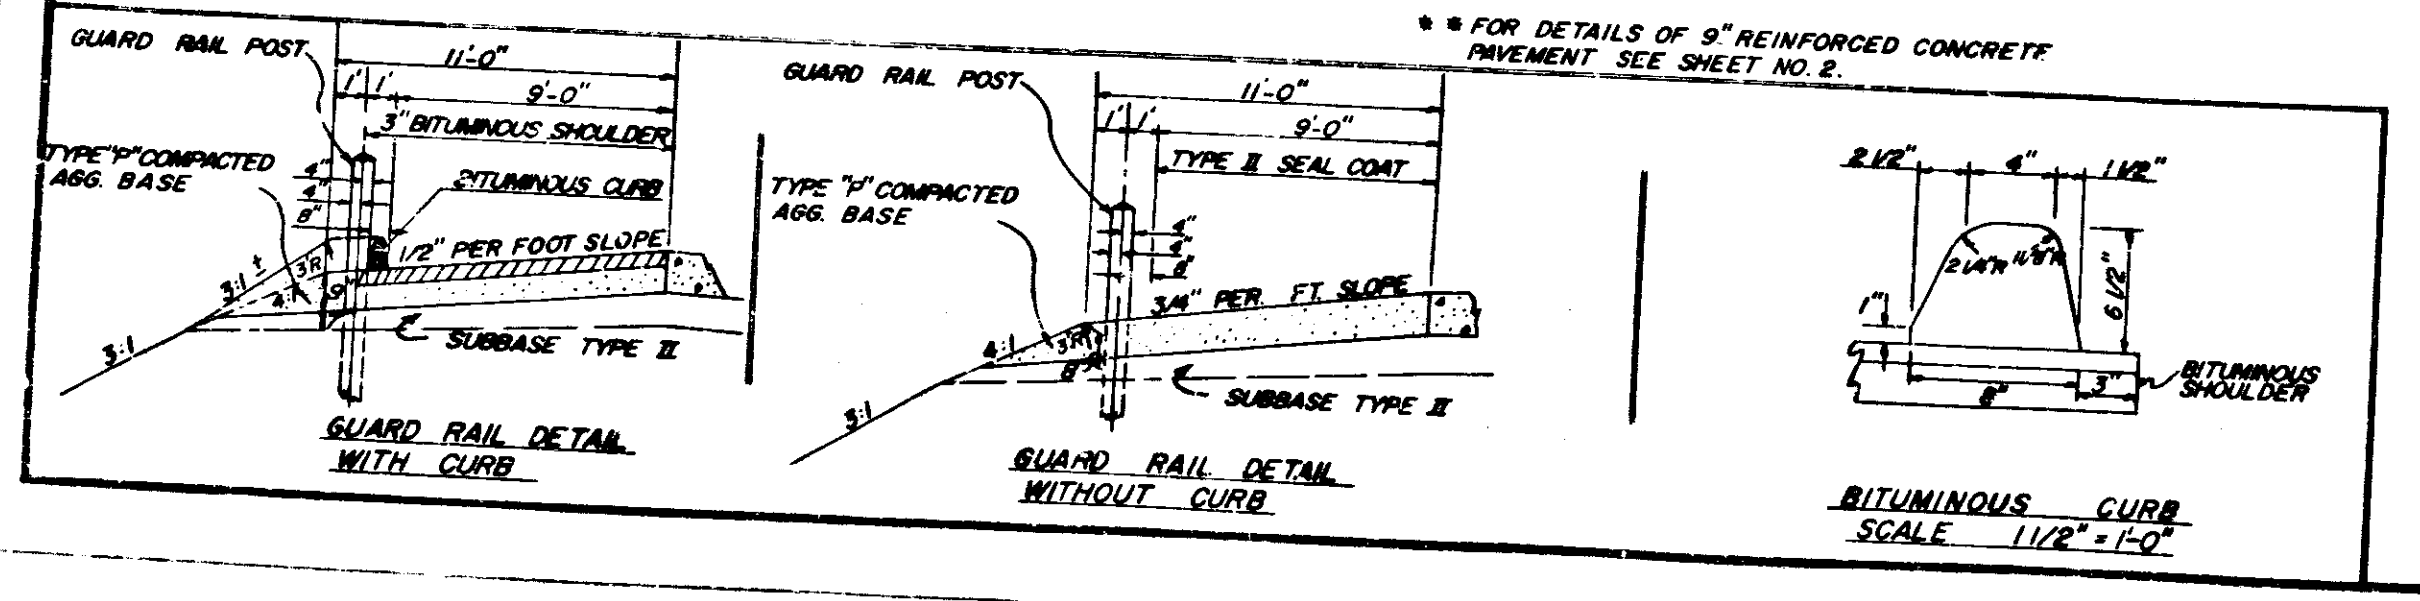 * * FOR DETAILS OF 9" REINFORCED CONCRETE
PAVEMENT SEE SHEET NO. 2.
GUARD RAIL POST
11'-0"
1' 1' 9'-0"
3" BITUMINOUS SHOULDER
TYPE "P" COMPACTED
AGG. BASE
4"
4"
8"
BITUMINOUS CURB
1/2" PER FOOT SLOPE
3:1 ±
3'R
4:1
9"
3:1
SUBBASE TYPE II
GUARD RAIL DETAIL
WITH CURB
GUARD RAIL POST
11'-0"
1' 1' 9'-0"
TYPE II SEAL COAT
TYPE "P" COMPACTED
AGG. BASE
4"
4"
8"
3/4" PER. FT. SLOPE
4:1
3'R
8"
3:1
SUBBASE TYPE II
GUARD RAIL DETAIL
WITHOUT CURB
2 1/2" 4" 1 1/2"
2 1/4"R
6 1/2"
1"
8" 3"
BITUMINOUS
SHOULDER
BITUMINOUS CURB
SCALE 1 1/2" = 1'-0"